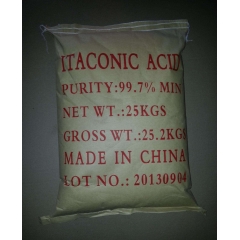 ITACONIC ACID
PURITY:99.7% MIN
NET WT.:25KGS
GROSS WT.:25.2KGS
MADE IN CHINA
LOT NO.: 20130904